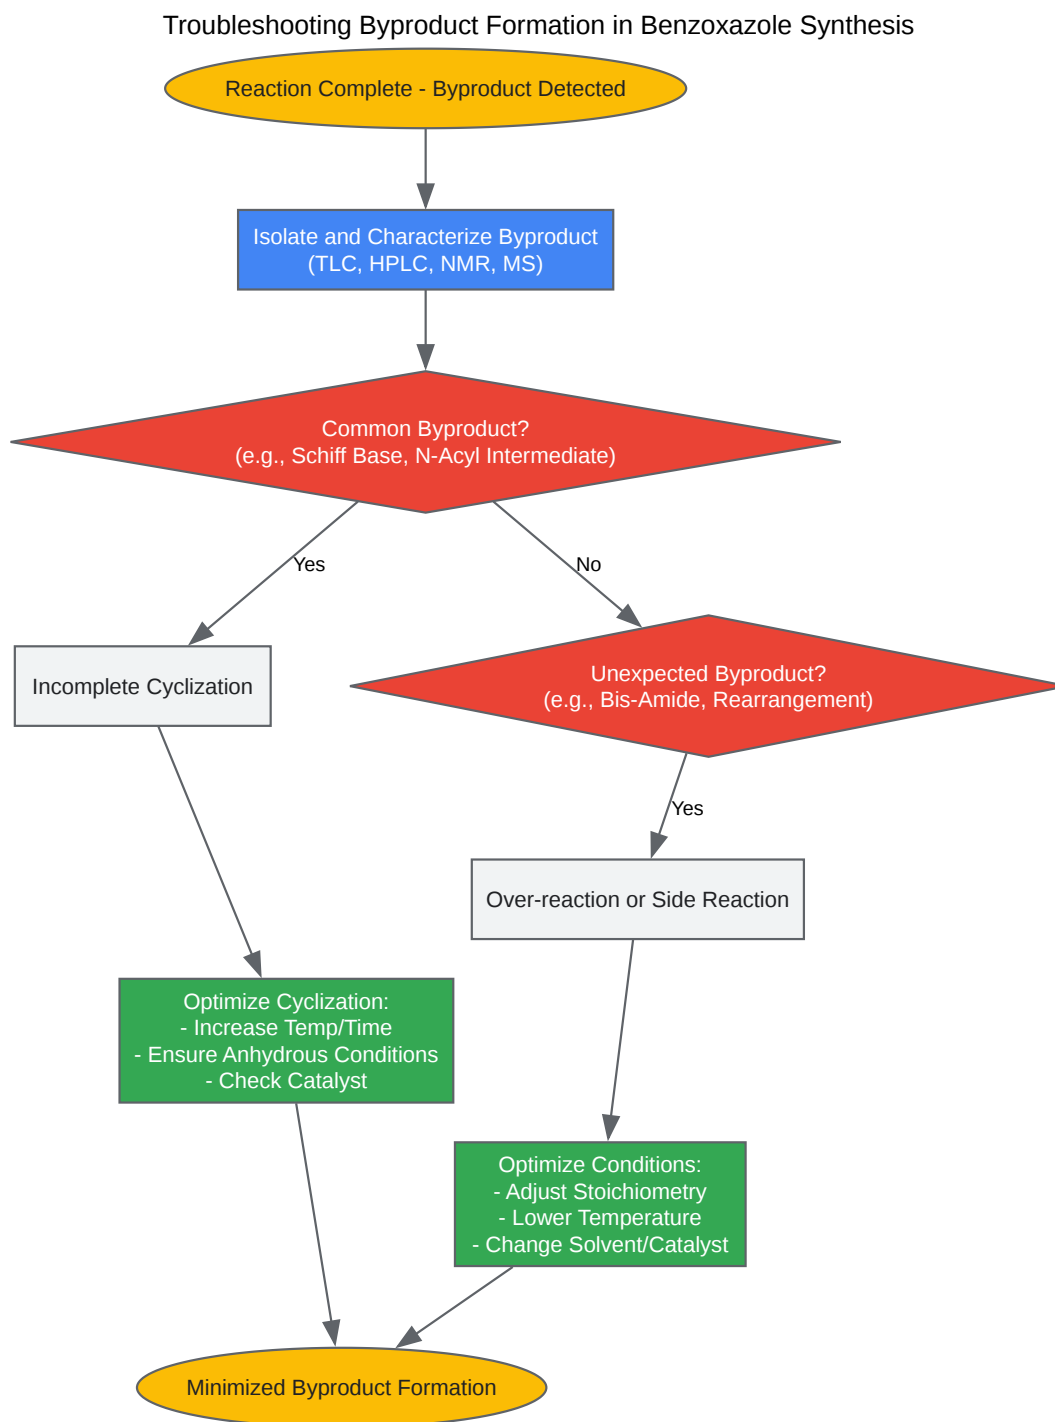 Troubleshooting Byproduct Formation in Benzoxazole Synthesis
Reaction Complete - Byproduct Detected
Isolate and Characterize Byproduct
(TLC, HPLC, NMR, MS)
Common Byproduct?
(e.g., Schiff Base, N-Acyl Intermediate)
Yes
No
Incomplete Cyclization
Unexpected Byproduct?
(e.g., Bis-Amide, Rearrangement)
Yes
Over-reaction or Side Reaction
Optimize Cyclization:
- Increase Temp/Time
- Ensure Anhydrous Conditions
- Check Catalyst
Optimize Conditions:
- Adjust Stoichiometry
- Lower Temperature
- Change Solvent/Catalyst
Minimized Byproduct Formation